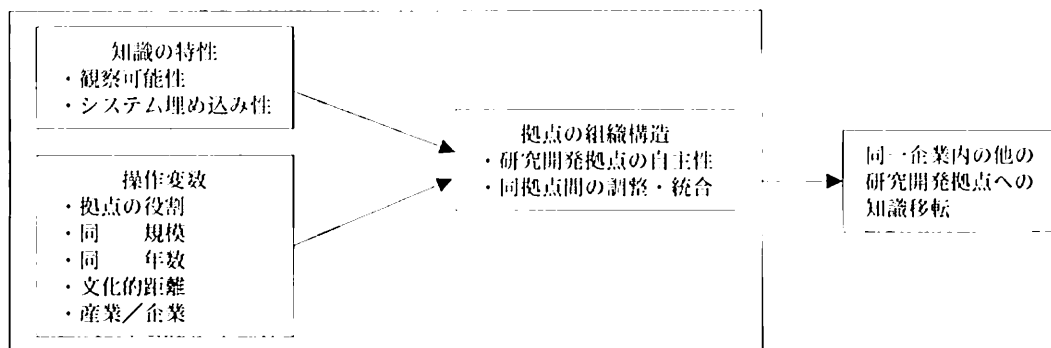 知識の特性
・観察可能性
・システム埋め込み性
操作変数
・拠点の役割
・同　　規模
・同　　年数
・文化的距離
・産業／企業
拠点の組織構造
・研究開発拠点の自主性
・同拠点間の調整・統合
同一企業内の他の
研究開発拠点への
知識移転